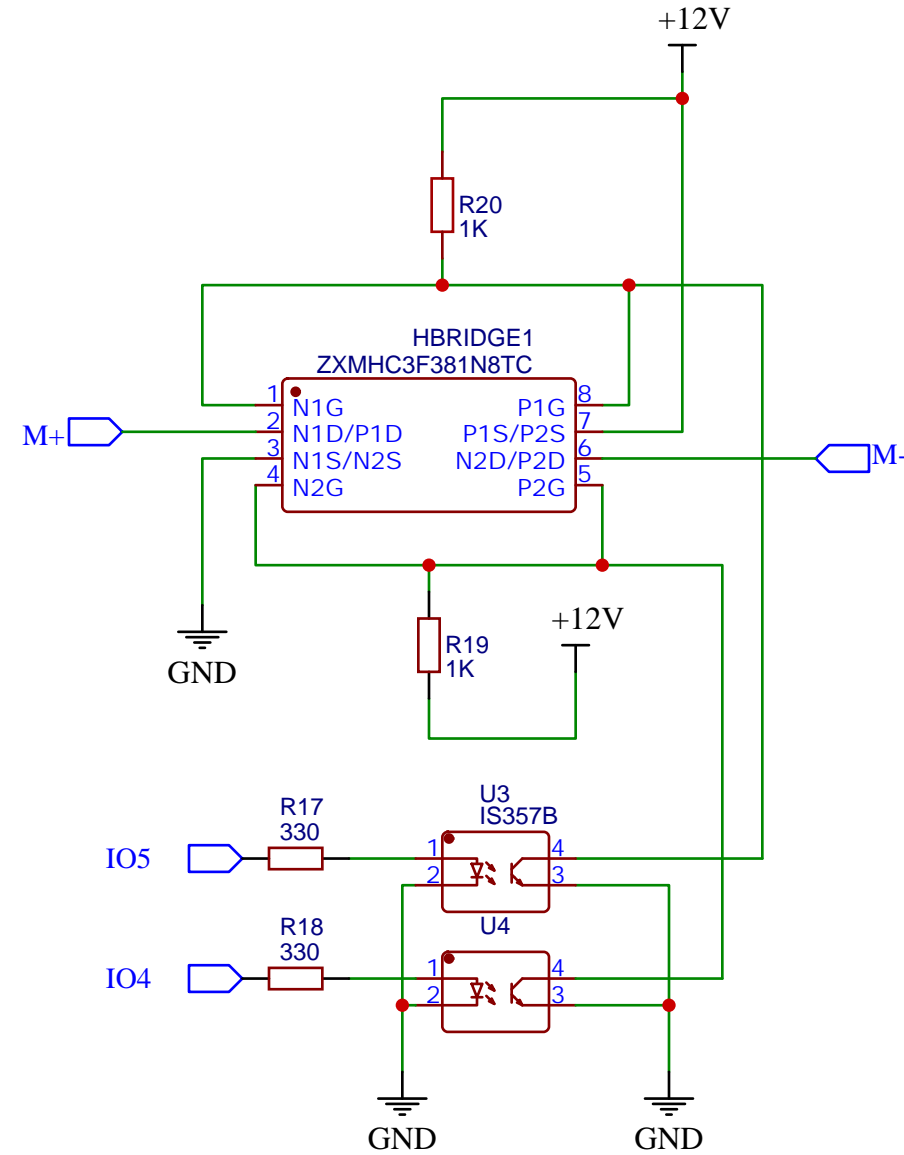 +12V
R20
1K
HBRIDGE1
ZXMHC3F381N8TC
1 N1G P1G 8
M+ 2 N1D/P1D P1S/P2S 7
3 N1S/N2S N2D/P2D 6 M-
4 N2G P2G 5
+12V
R19
1K
GND
U3
IS357B
R17
330
IO5 1 4
2 3
U4
R18
330
IO4 1 4
2 3
GND GND